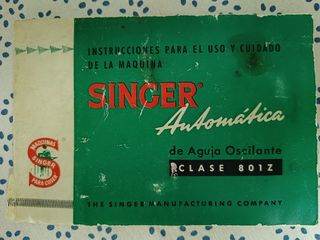 INSTRUCCIONES PARA EL USO Y CUIDADO
DE LA MAQUINA
SINGER*
Automática
de Aguja Oscilante
CLASE 801Z
THE SINGER MANUFACTURING COMPANY
MAQUINAS
SINGER
PARA COSER